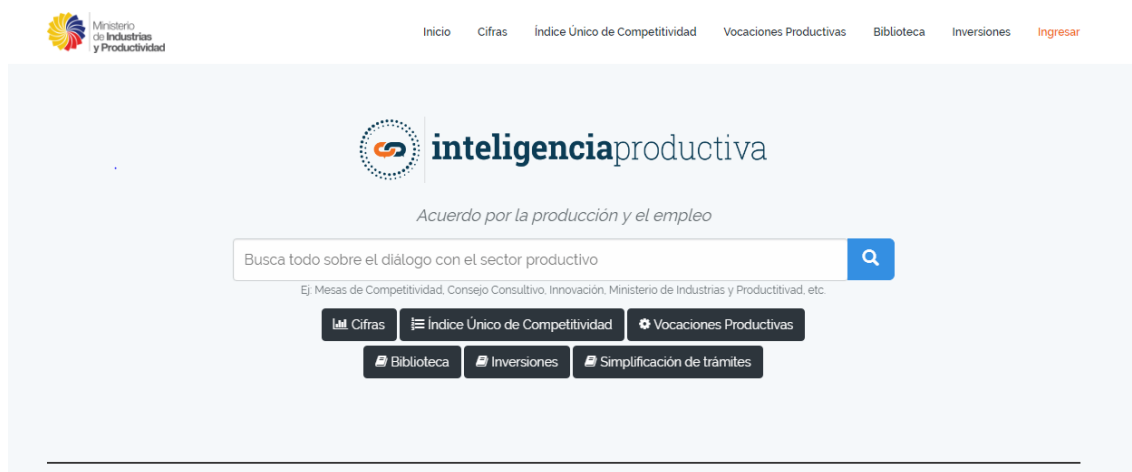 Ministerio
de Industrias
y Productividad
Inicio Cifras Índice Único de Competitividad Vocaciones Productivas Biblioteca Inversiones Ingresar
inteligenciaproductiva
Acuerdo por la producción y el empleo
Busca todo sobre el diálogo con el sector productivo
Ej: Mesas de Competitividad, Consejo Consultivo, Innovación, Ministerio de Industrias y Productitivad, etc.
Cifras Índice Único de Competitividad Vocaciones Productivas
Biblioteca Inversiones Simplificación de trámites